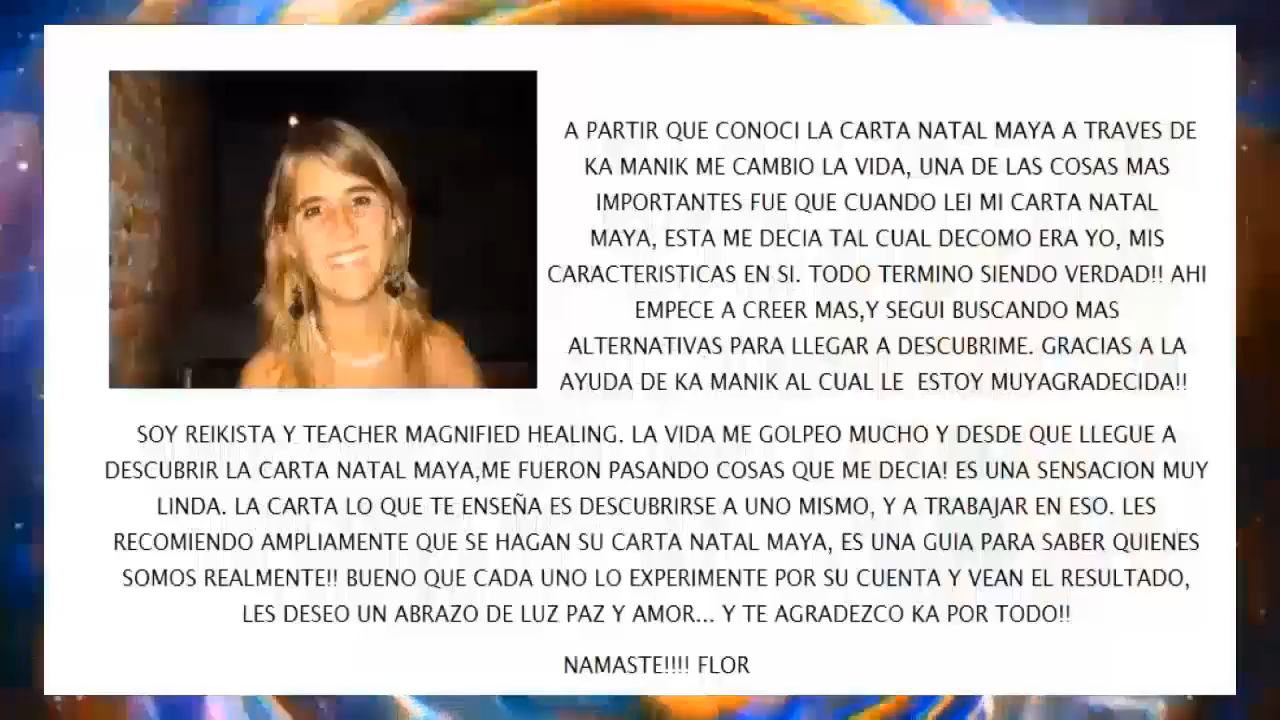 A PARTIR QUE CONOCI LA CARTA NATAL MAYA A TRAVES DE
KA MANIK ME CAMBIO LA VIDA, UNA DE LAS COSAS MAS
IMPORTANTES FUE QUE CUANDO LEI MI CARTA NATAL
MAYA, ESTA ME DECIA TAL CUAL DECOMO ERA YO, MIS
CARACTERISTICAS EN SI. TODO TERMINO SIENDO VERDAD!! AHI
EMPECE A CREER MAS,Y SEGUI BUSCANDO MAS
ALTERNATIVAS PARA LLEGAR A DESCUBRIME. GRACIAS A LA
AYUDA DE KA MANIK AL CUAL LE ESTOY MUYAGRADECIDA!!
SOY REIKISTA Y TEACHER MAGNIFIED HEALING. LA VIDA ME GOLPEO MUCHO Y DESDE QUE LLEGUE A
DESCUBRIR LA CARTA NATAL MAYA,ME FUERON PASANDO COSAS QUE ME DECIA! ES UNA SENSACION MUY
LINDA. LA CARTA LO QUE TE ENSEÑA ES DESCUBRIRSE A UNO MISMO, Y A TRABAJAR EN ESO. LES
RECOMIENDO AMPLIAMENTE QUE SE HAGAN SU CARTA NATAL MAYA, ES UNA GUIA PARA SABER QUIENES
SOMOS REALMENTE!! BUENO QUE CADA UNO LO EXPERIMENTE POR SU CUENTA Y VEAN EL RESULTADO,
LES DESEO UN ABRAZO DE LUZ PAZ Y AMOR... Y TE AGRADEZCO KA POR TODO!!
NAMASTE!!!! FLOR